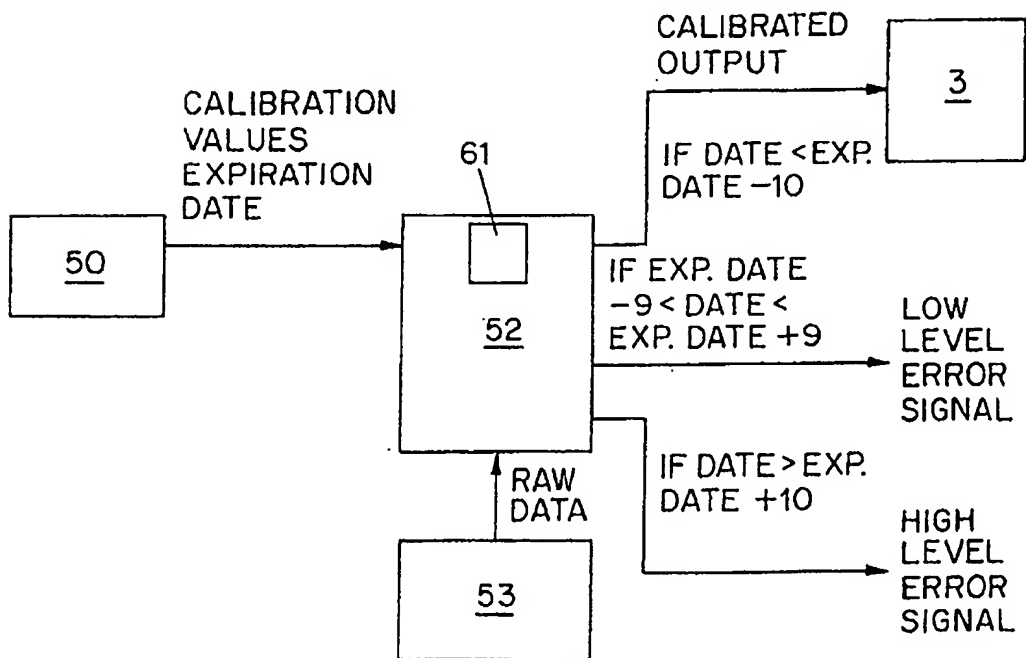 CALIBRATED
OUTPUT
3
CALIBRATION
VALUES
EXPIRATION
DATE
61
IF DATE <EXP.
DATE -10
50
52
IF EXP. DATE
-9 < DATE <
EXP. DATE +9
LOW
LEVEL
ERROR
SIGNAL
RAW
DATA
IF DATE > EXP.
DATE +10
53
HIGH
LEVEL
ERROR
SIGNAL